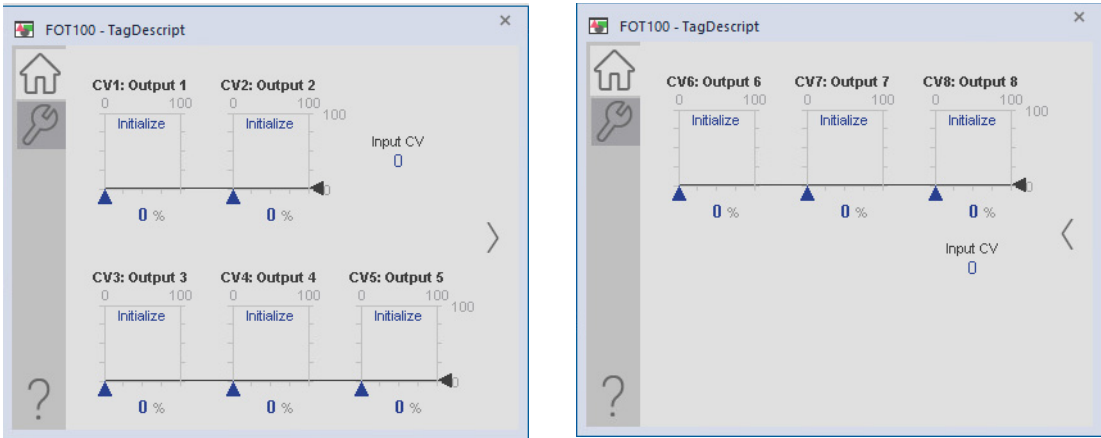 FOT100 - TagDescript
CV1: Output 1 CV2: Output 2
0 100 0 100
100
Initialize Initialize
Input CV
0
0
0 % 0 %
CV3: Output 3 CV4: Output 4 CV5: Output 5
0 100 0 100 0 100
100
Initialize Initialize Initialize
0
0 % 0 % 0 %
?
FOT100 - TagDescript
CV6: Output 6 CV7: Output 7 CV8: Output 8
0 100 0 100 0 100
100
Initialize Initialize Initialize
0
0 % 0 % 0 %
Input CV
0
?